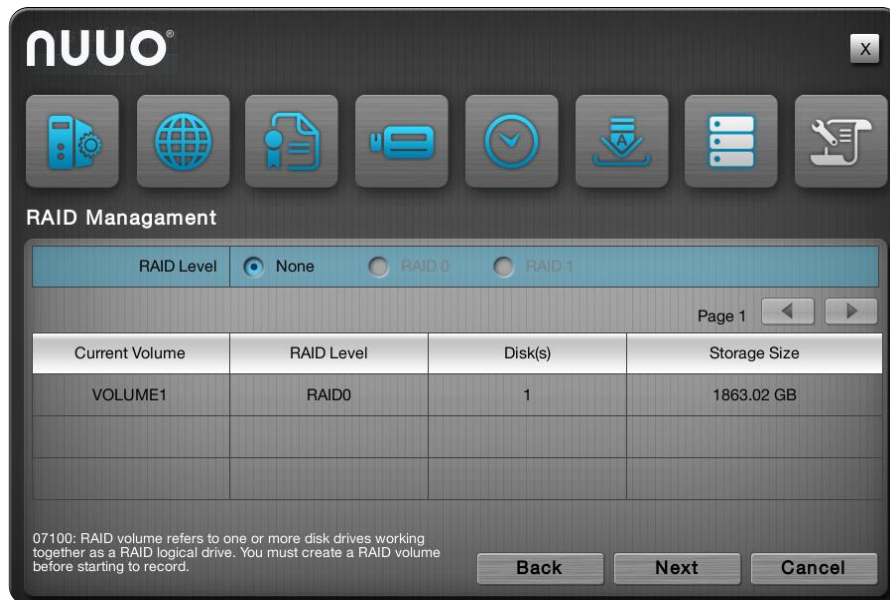 nuuo®
X
A
RAID Managament
RAID Level None RAID 0 RAID 1
Page 1
Current Volume RAID Level Disk(s) Storage Size
VOLUME1 RAID0 1 1863.02 GB
07100: RAID volume refers to one or more disk drives working
together as a RAID logical drive. You must create a RAID volume
before starting to record.
Back Next Cancel